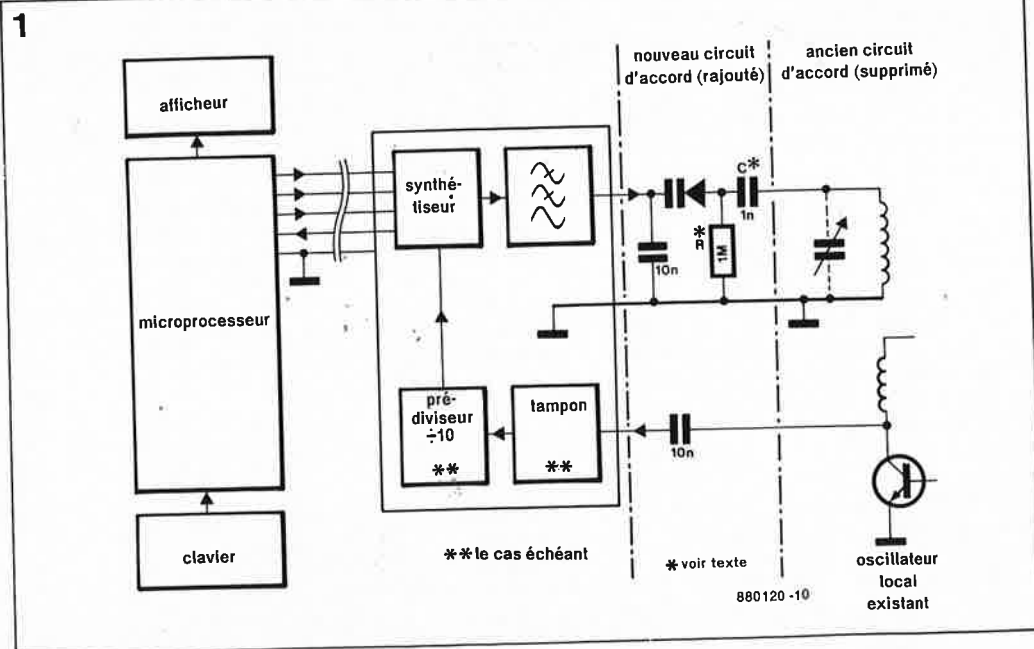 1
nouveau circuit
d'accord (rajouté)
ancien circuit
d'accord (supprimé)
afficheur
synthé-
tiseur
C*
1n
*
R
1M
10n
microprocesseur
pré-
diviseur
÷10
**
tampon
**
10n
clavier
**le cas échéant
* voir texte
oscillateur
local
existant
880120 -10